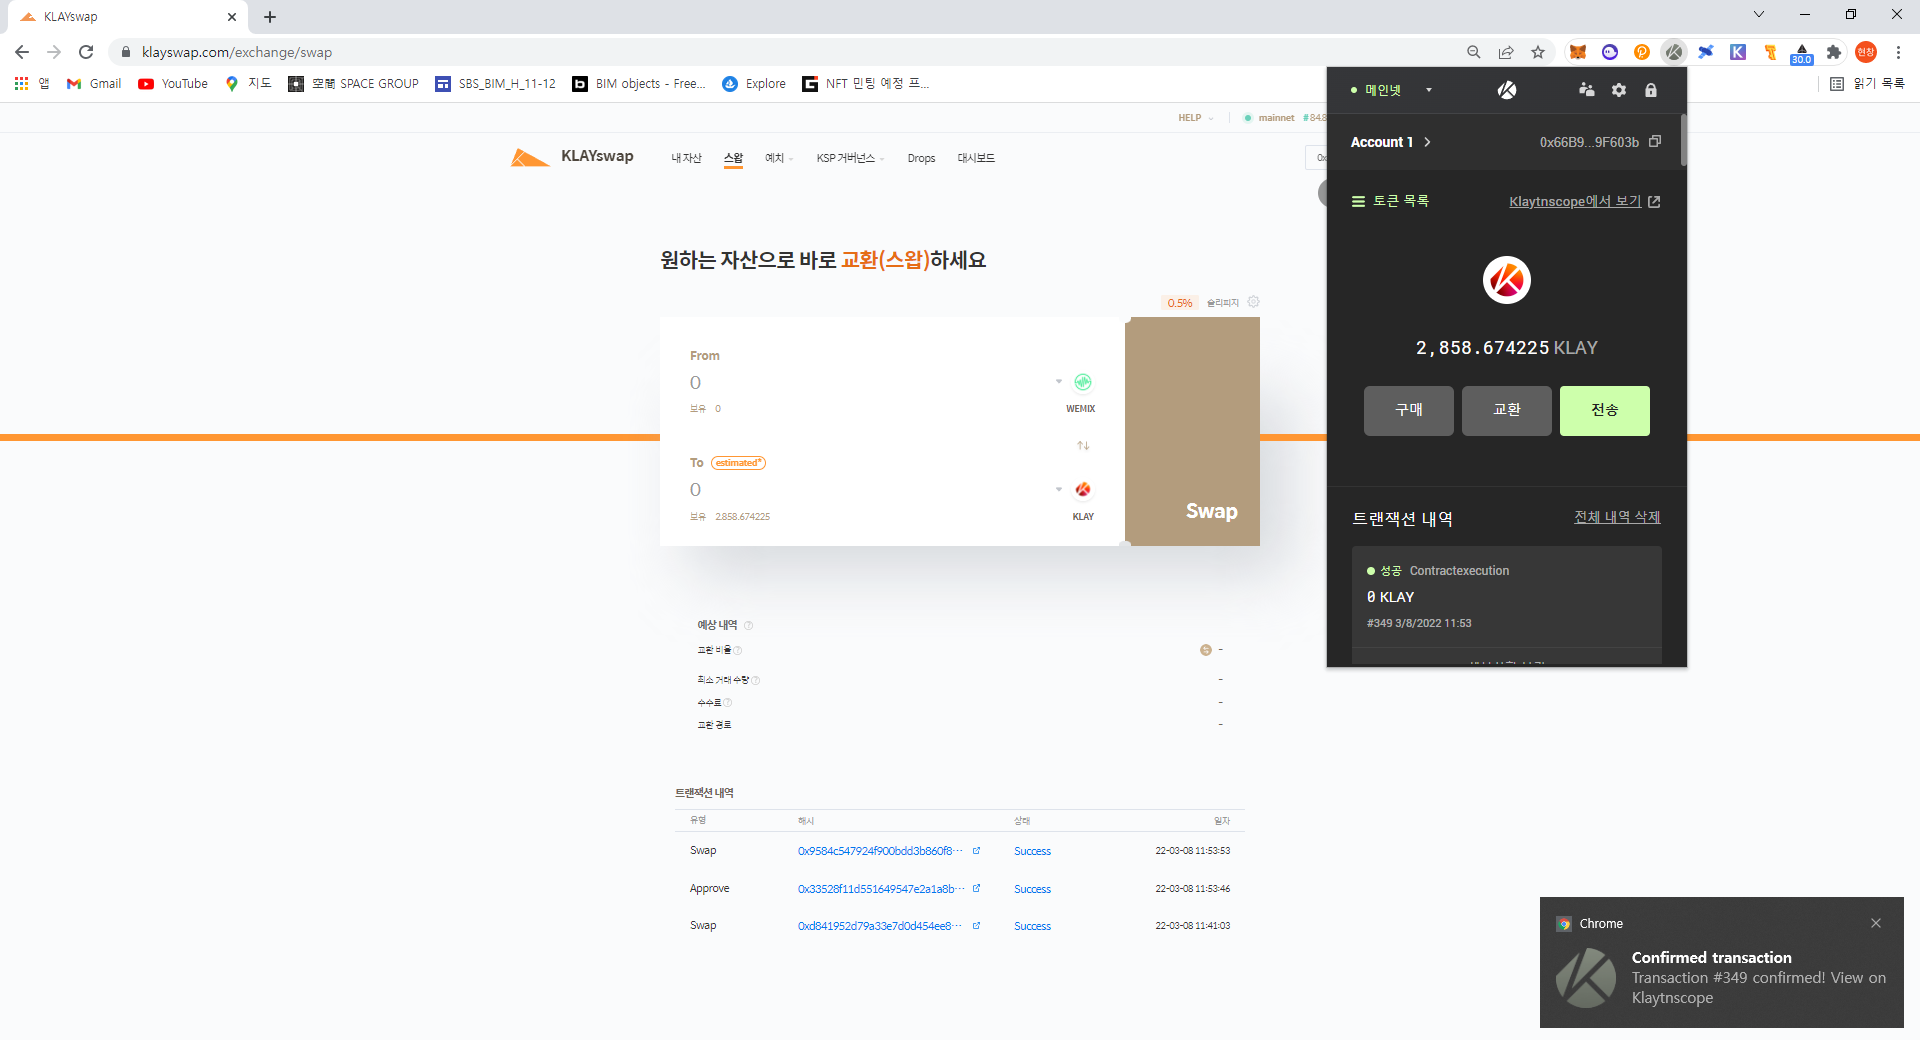 KLAYswap
klayswap.com/exchange/swap
30.0
현창
앱
Gmail
YouTube
지도
空間 SPACE GROUP
SBS_BIM_H_11-12
BIM objects - Free...
Explore
NFT 민팅 예정 프...
읽기 목록
HELP
mainnet
#84.8
KLAYswap
내 자산
스왑
예치
KSP 거버넌스
Drops
대시보드
0x
원하는 자산으로 바로 교환(스왑)하세요
0.5% 슬리피지
From
0
보유 0
WEMIX
To estimated*
0
보유 2,858.674225
KLAY
Swap
예상 내역
교환 비율 -
최소 거래 수량 -
수수료 -
교환 경로 -
트랜잭션 내역
유형 해시 상태 일자
Swap 0x9584c547924f900bdd3b860f8··· Success 22-03-08 11:53:53
Approve 0x33528f11d551649547e2a1a8b··· Success 22-03-08 11:53:46
Swap 0xd841952d79a33e7d0d454ee8··· Success 22-03-08 11:41:03
메인넷
Account 1
0x66B9...9F603b
토큰 목록
Klaytnscope에서 보기
2,858.674225 KLAY
구매
교환
전송
트랜잭션 내역
전체 내역 삭제
성공 Contractexecution
0 KLAY
#349 3/8/2022 11:53
Chrome
Confirmed transaction
Transaction #349 confirmed! View on
Klaytnscope